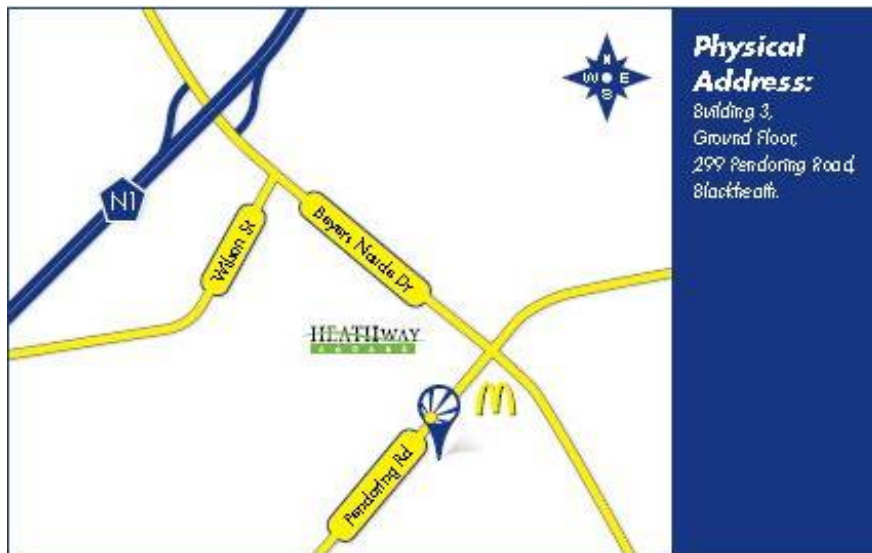 N
W E
S
Physical
Address:
Building 3,
Ground Floor,
299 Pendoring Road,
Blackheath.
N1
Wilson St
Beyers Naude Dr
HEATHWAY
SQUARE
Pendoring Rd